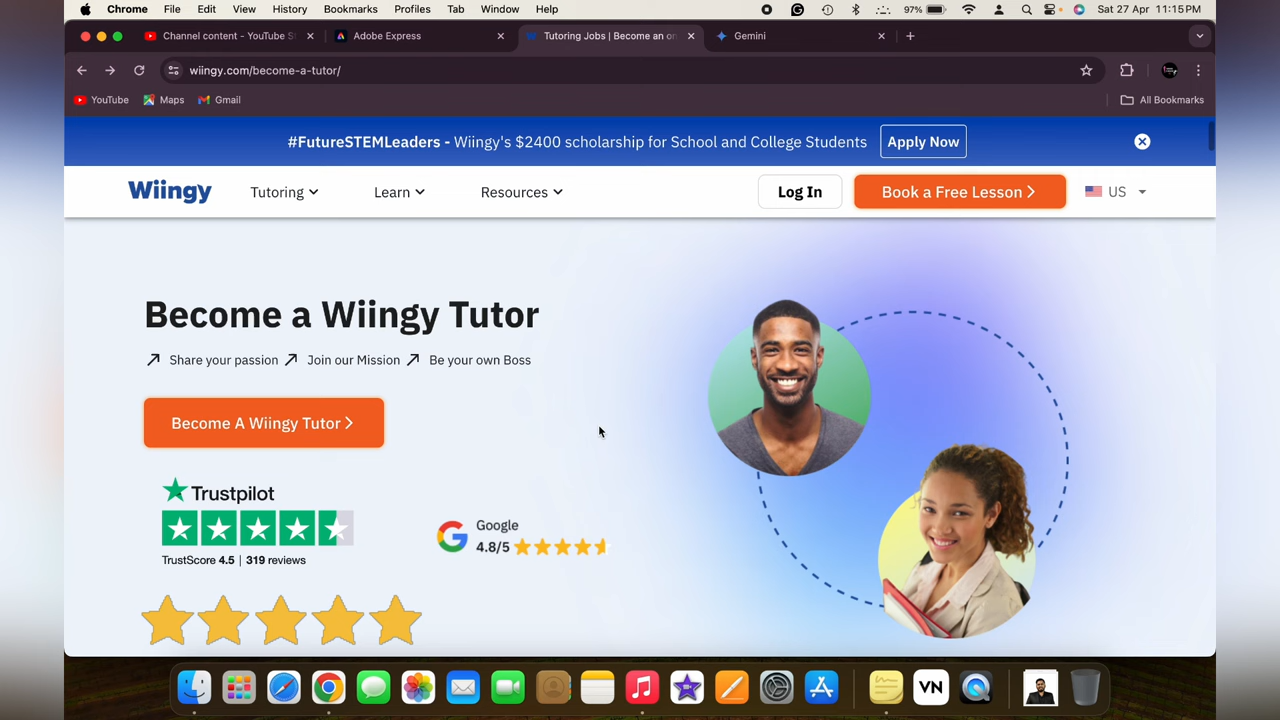 Chrome File Edit View History Bookmarks Profiles Tab Window Help 97% Sat 27 Apr 11:15PM
Channel content - YouTube S Adobe Express Tutoring Jobs | Become an on Gemini
wiingy.com/become-a-tutor/
YouTube Maps Gmail All Bookmarks
#FutureSTEMLeaders - Wiingy's $2400 scholarship for School and College Students Apply Now
Wiingy Tutoring Learn Resources Log In Book a Free Lesson US
Become a Wiingy Tutor
Share your passion Join our Mission Be your own Boss
Become A Wiingy Tutor
Trustpilot
Google
4.8/5
TrustScore 4.5 | 319 reviews
VN